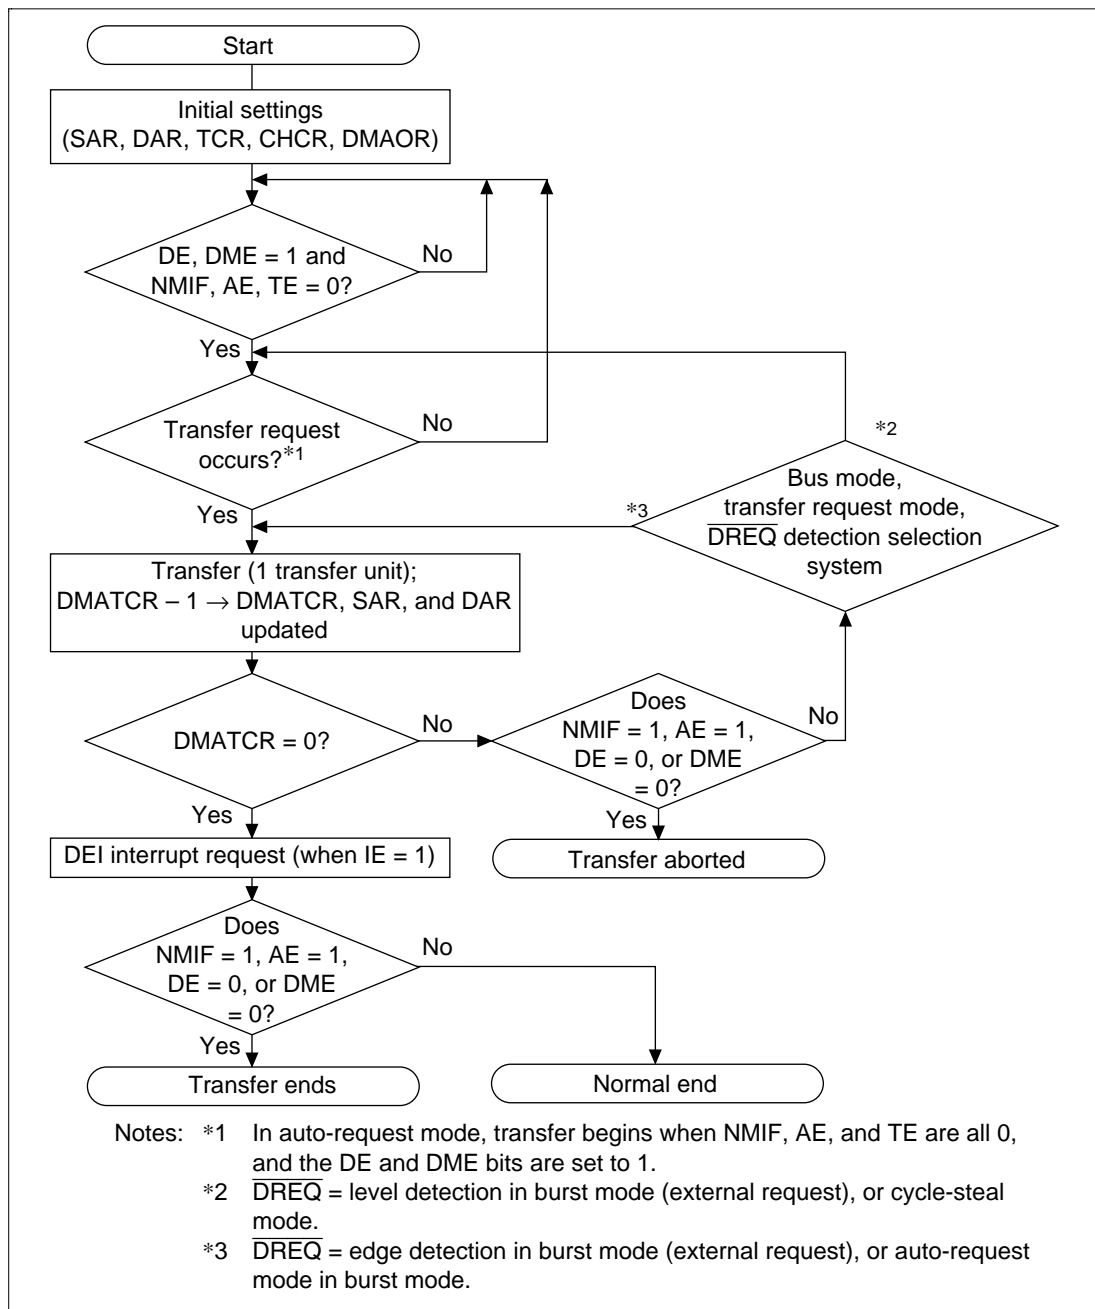 Start
Initial settings
(SAR, DAR, TCR, CHCR, DMAOR)
DE, DME = 1 and
NMIF, AE, TE = 0?
No
Yes
Transfer request
occurs?*1
No
Yes
*2
Bus mode,
transfer request mode,
DREQ detection selection
system
*3
Transfer (1 transfer unit);
DMATCR – 1 → DMATCR, SAR, and DAR
updated
DMATCR = 0?
No
Yes
Does
NMIF = 1, AE = 1,
DE = 0, or DME
= 0?
No
Yes
Transfer aborted
DEI interrupt request (when IE = 1)
Does
NMIF = 1, AE = 1,
DE = 0, or DME
= 0?
No
Yes
Transfer ends
Normal end
Notes: *1 In auto-request mode, transfer begins when NMIF, AE, and TE are all 0,
and the DE and DME bits are set to 1.
*2 DREQ = level detection in burst mode (external request), or cycle-steal
mode.
*3 DREQ = edge detection in burst mode (external request), or auto-request
mode in burst mode.